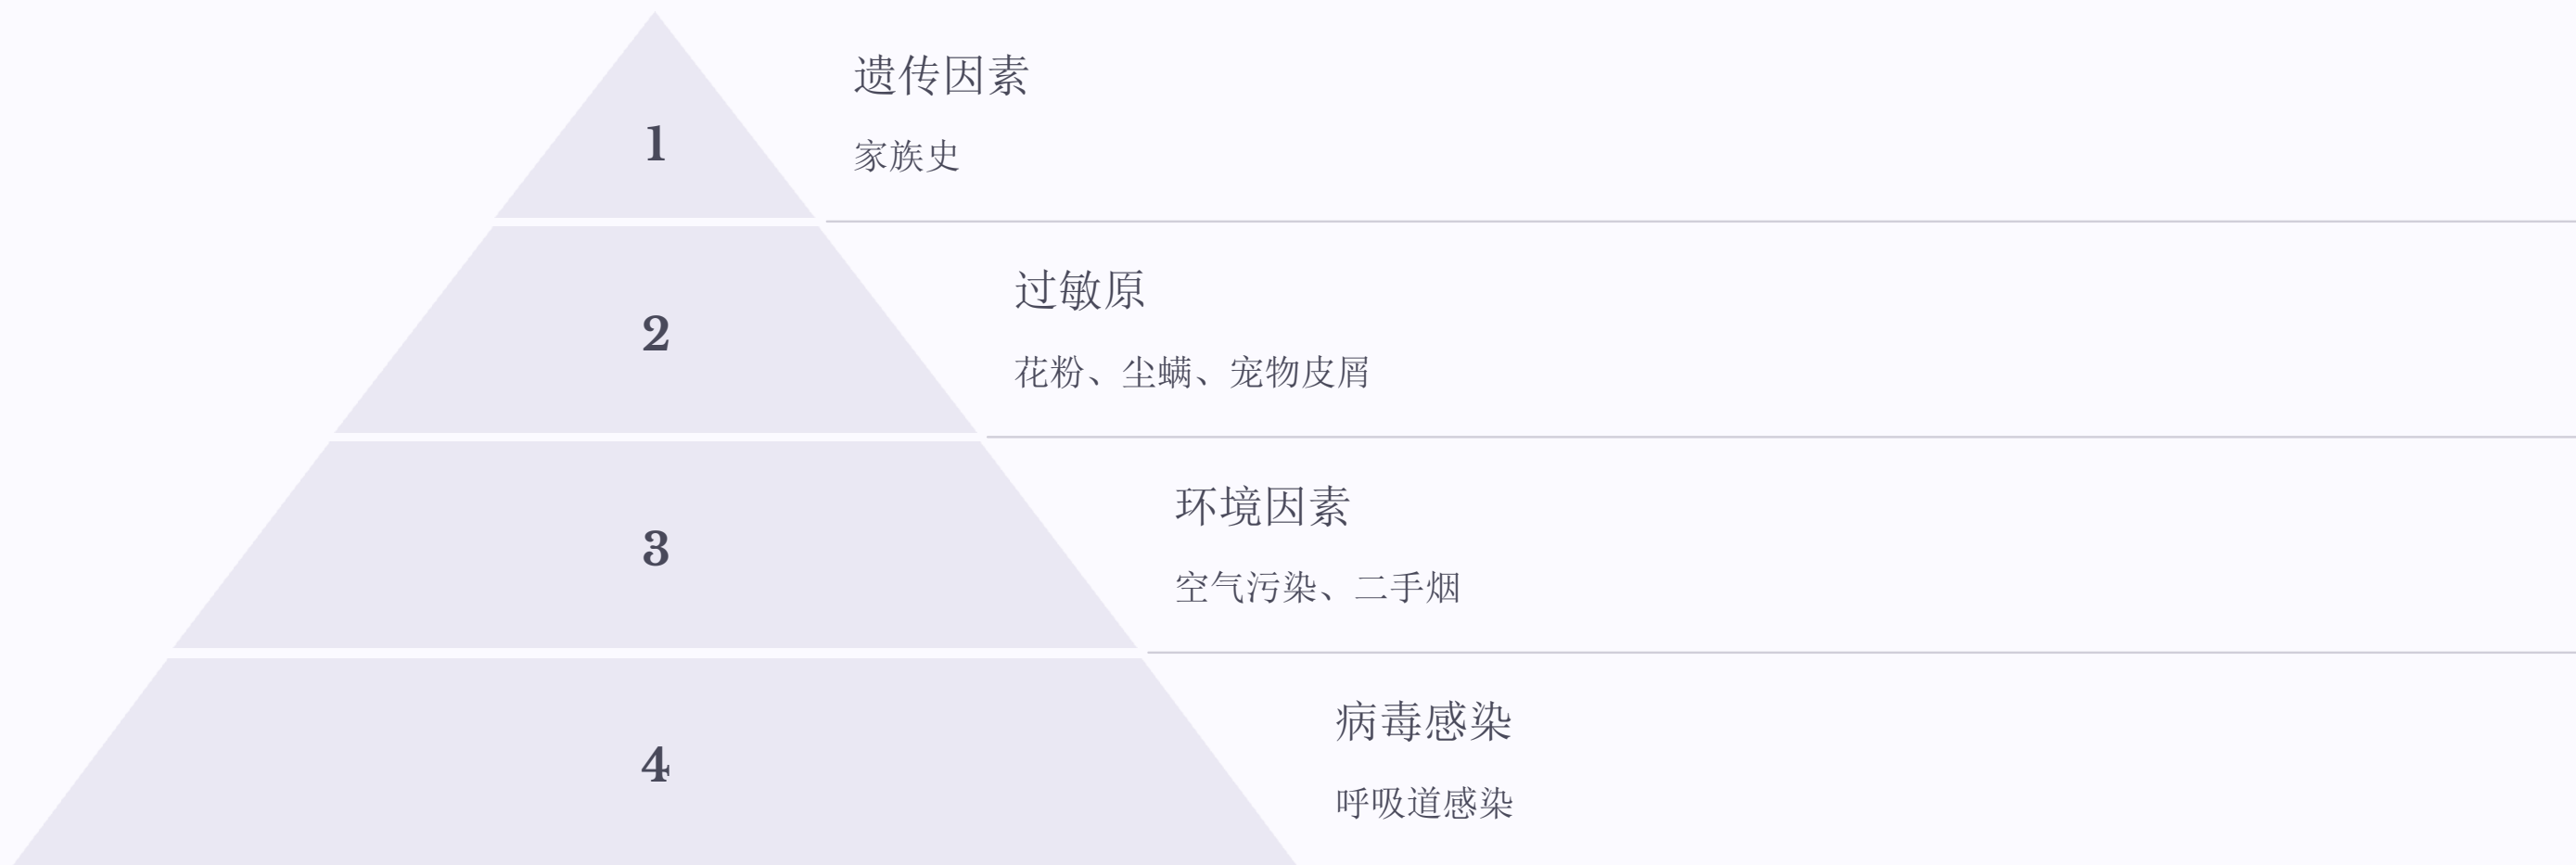 1
遗传因素
家族史
2
过敏原
花粉、尘螨、宠物皮屑
3
环境因素
空气污染、二手烟
4
病毒感染
呼吸道感染